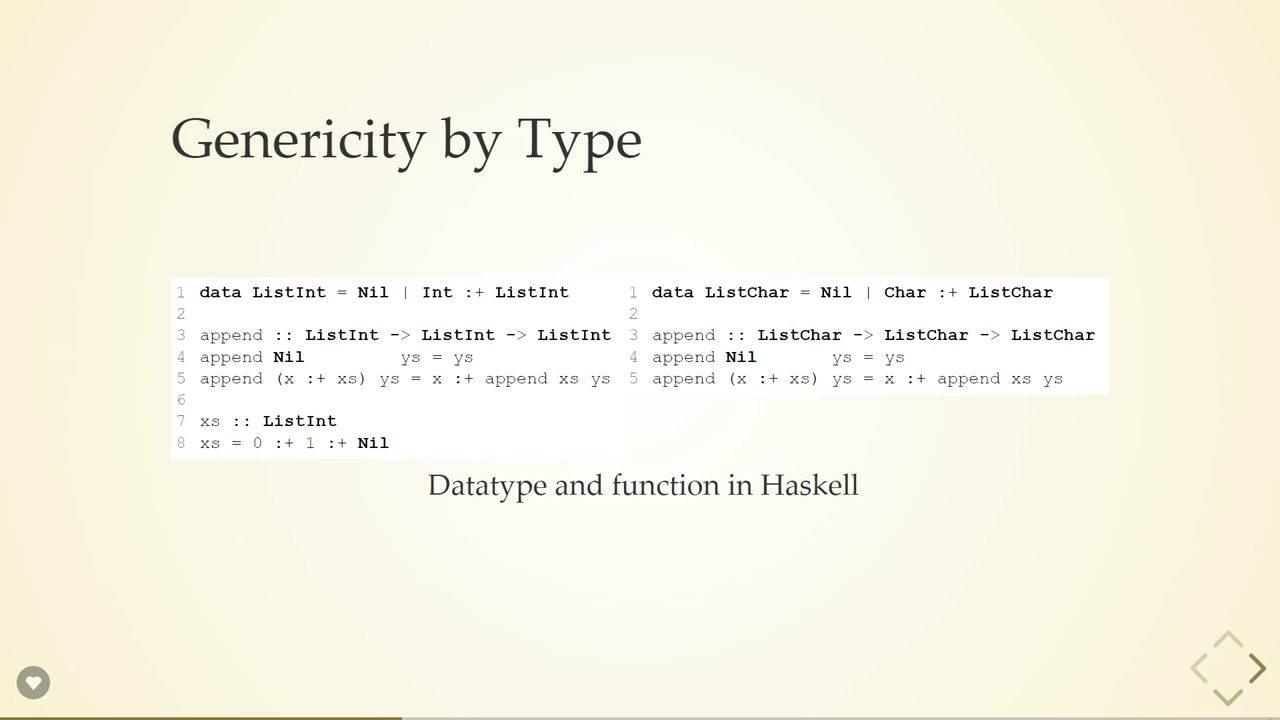 Genericity by Type
1 data ListInt = Nil | Int :+ ListInt
2
3 append :: ListInt -> ListInt -> ListInt
4 append Nil         ys = ys
5 append (x :+ xs) ys = x :+ append xs ys
6
7 xs :: ListInt
8 xs = 0 :+ 1 :+ Nil
1 data ListChar = Nil | Char :+ ListChar
2
3 append :: ListChar -> ListChar -> ListChar
4 append Nil       ys = ys
5 append (x :+ xs) ys = x :+ append xs ys
Datatype and function in Haskell